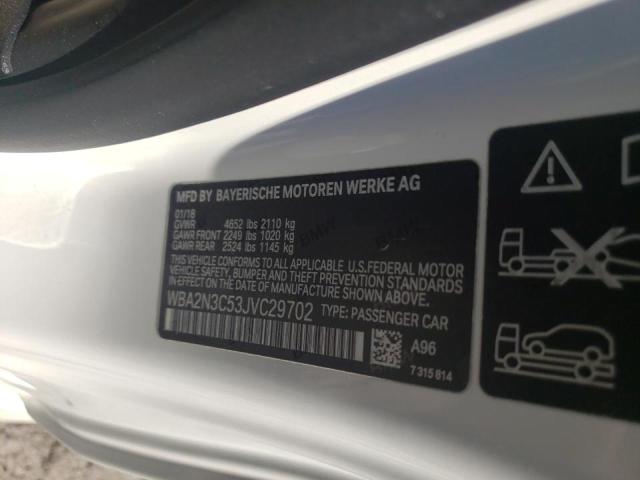 MFD BY BAYERISCHE MOTOREN WERKE AG
01/18
GVWR 4652 lbs 2110 kg
GAWR FRONT 2249 lbs 1020 kg
GAWR REAR 2524 lbs 1145 kg
THIS VEHICLE CONFORMS TO ALL APPLICABLE U.S.FEDERAL MOTOR
VEHICLE SAFETY, BUMPER, AND THEFT PREVENTION STANDARDS
IN EFFECT ON THE DATE OF MANUFACTURE SHOWN ABOVE.
WBA2N3C53JVC29702 TYPE: PASSENGER CAR
A96
7 315 814
BMW
BMW